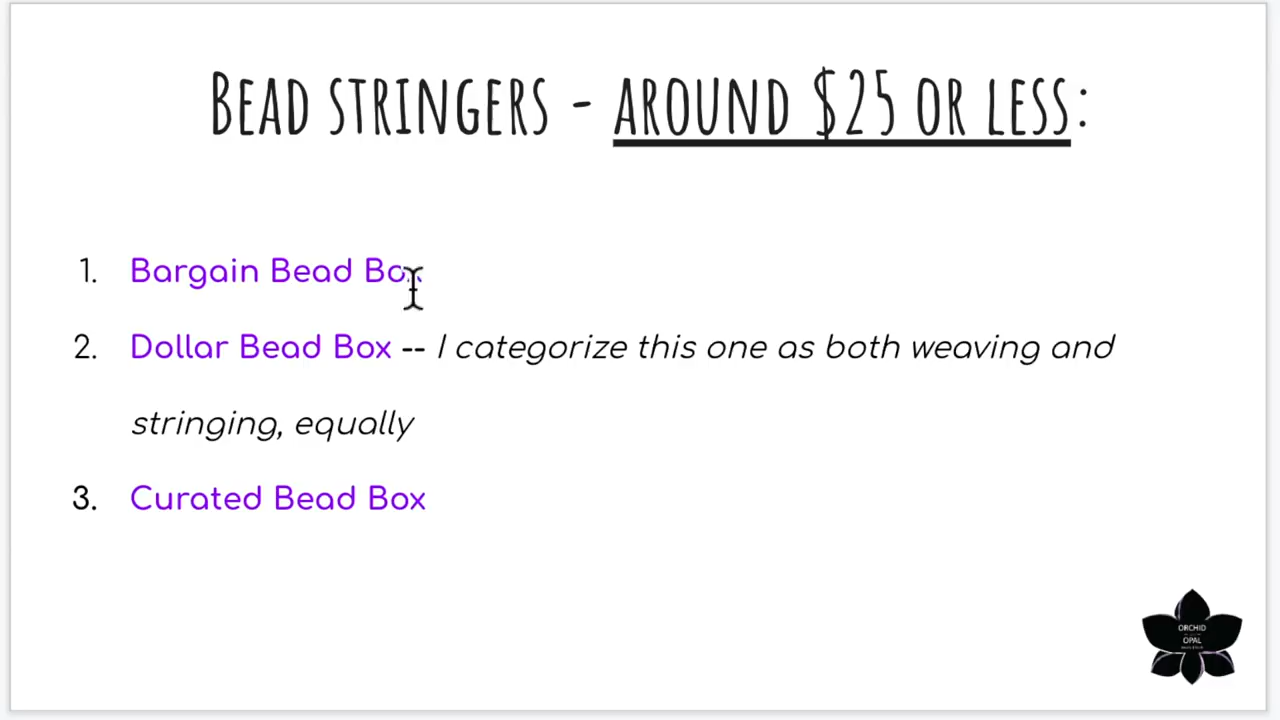 Bead stringers - around $25 or less:
1. Bargain Bead Box
2. Dollar Bead Box -- I categorize this one as both weaving and
stringing, equally
3. Curated Bead Box
ORCHID
OPAL